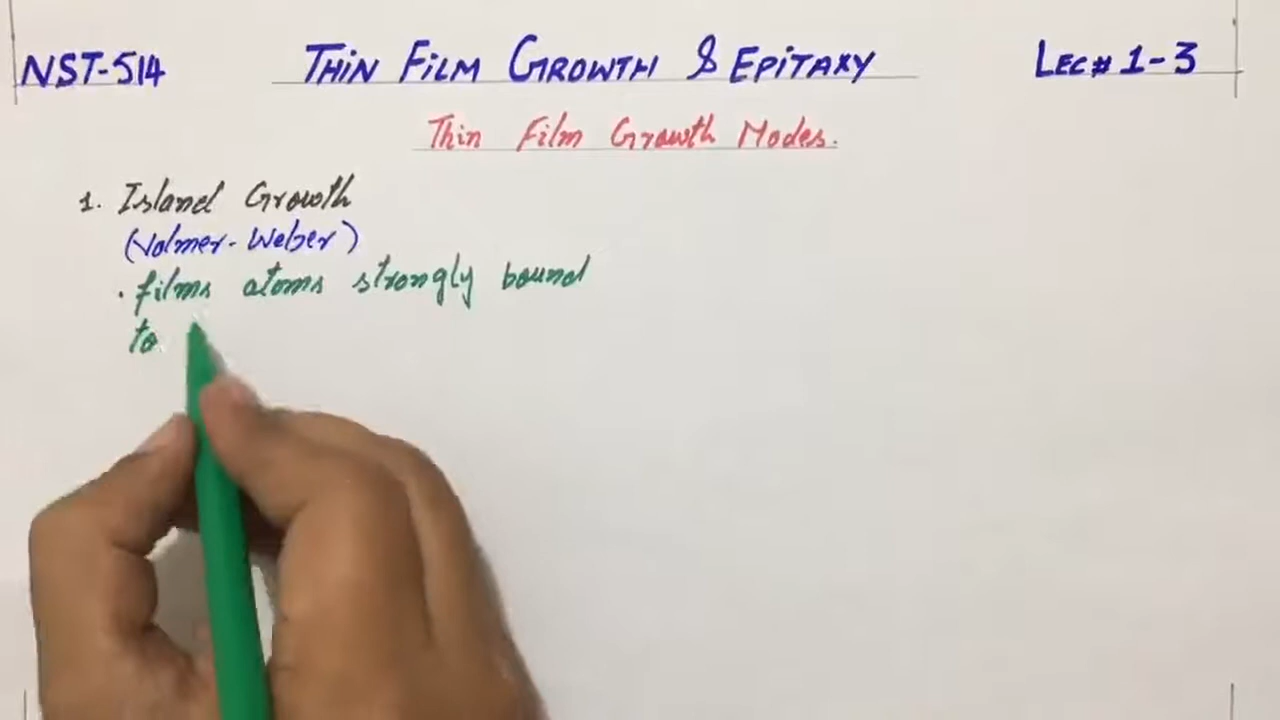 NST-514 THIN FILM GROWTH & EPITAXY LEC# 1-3
Thin Film Growth Modes.
1. Island Growth
(Volmer-Weber)
. films atoms strongly bound
to